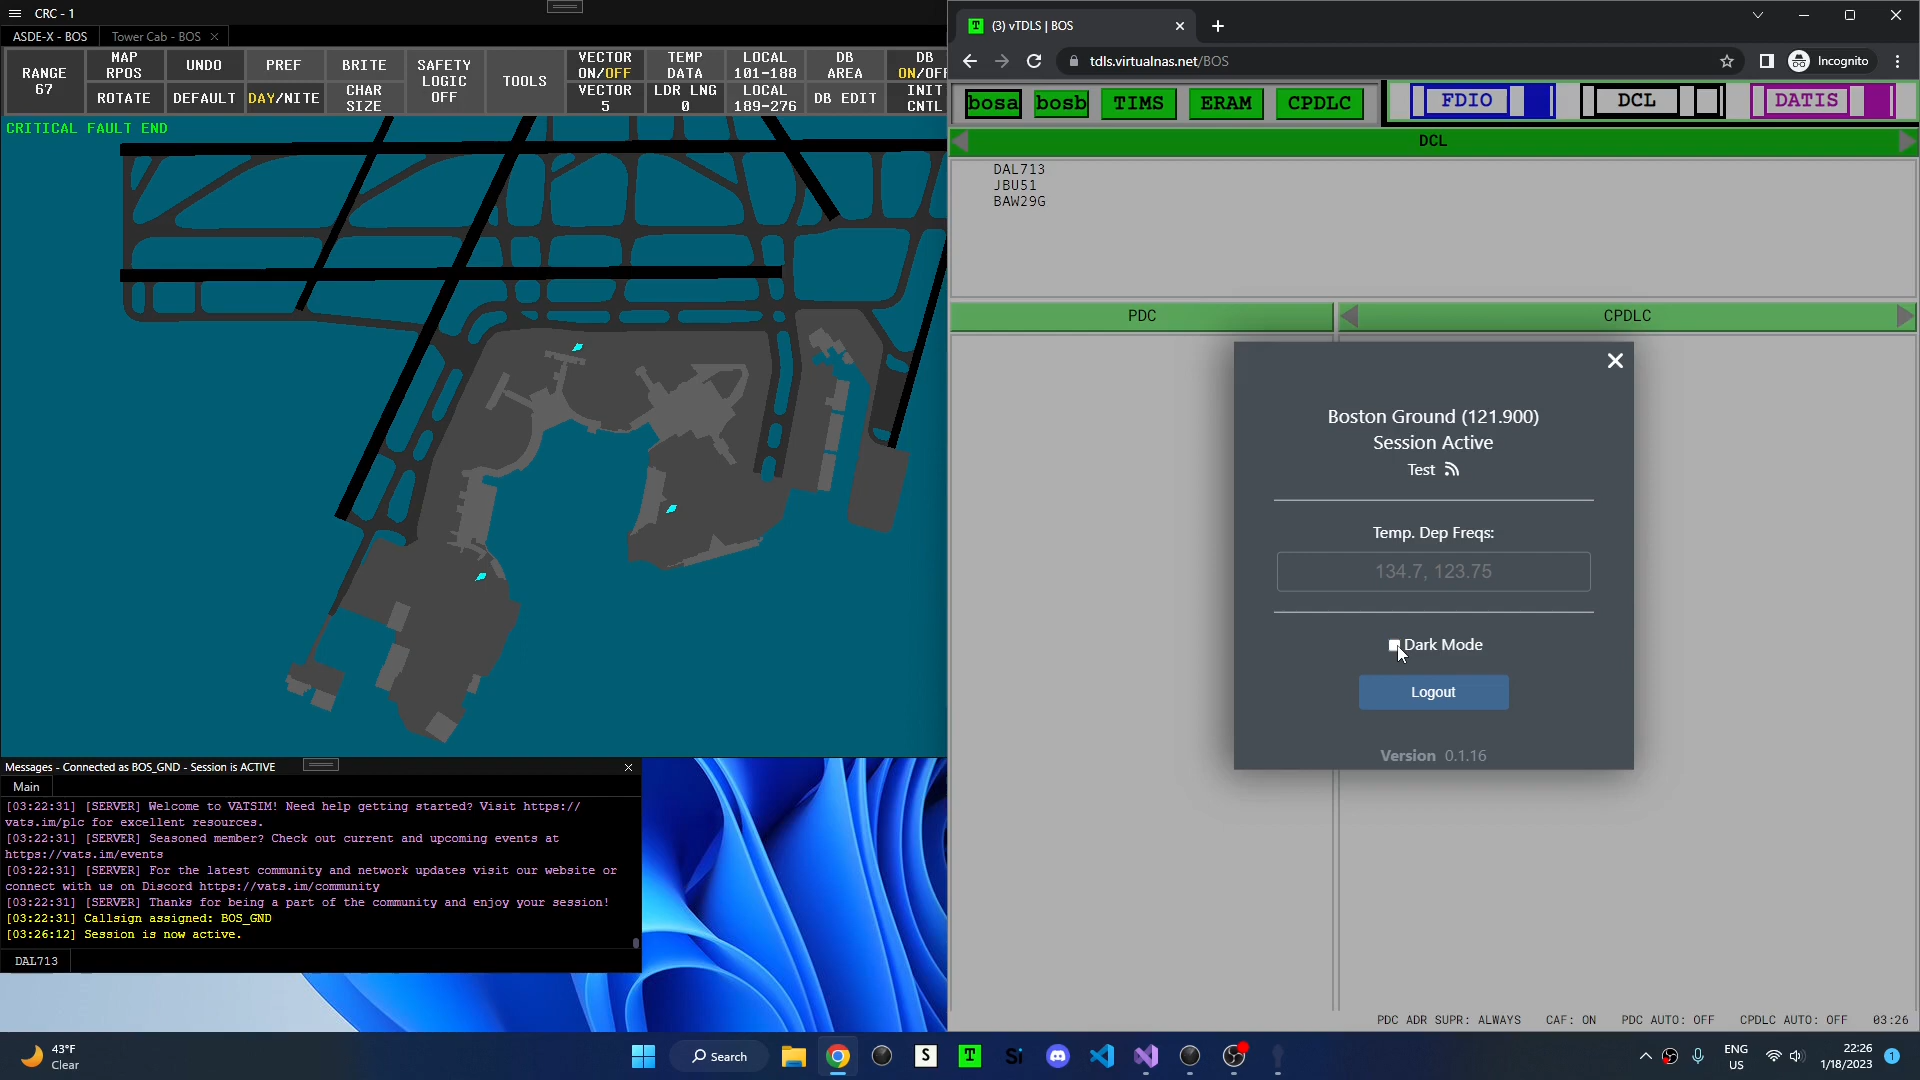 CRC - 1
ASDE-X - BOS
Tower Cab - BOS
RANGE
67
MAP
RPOS
ROTATE
UNDO
DEFAULT
PREF
DAY/NITE
BRITE
CHAR
SIZE
SAFETY
LOGIC
OFF
TOOLS
VECTOR
ON/OFF
VECTOR
5
TEMP
DATA
LDR LNG
0
LOCAL
101-188
LOCAL
189-276
DB
AREA
DB EDIT
DB
ON/OFF
INIT
CNTL
CRITICAL FAULT END
Messages - Connected as BOS_GND - Session is ACTIVE
Main
[03:22:31] [SERVER] Welcome to VATSIM! Need help getting started? Visit https://
vats.im/plc for excellent resources.
[03:22:31] [SERVER] Seasoned member? Check out current and upcoming events at
https://vats.im/events
[03:22:31] [SERVER] For the latest community and network updates visit our website or
connect with us on Discord https://vats.im/community
[03:22:31] [SERVER] Thanks for being a part of the community and enjoy your session!
[03:22:31] Callsign assigned: BOS_GND
[03:26:12] Session is now active.
DAL713
T
(3) vTDLS | BOS
tdls.virtualnas.net/BOS
Incognito
bosa
bosb
TIMS
ERAM
CPDLC
FDIO
DCL
DATIS
DCL
DAL713
JBU51
BAW29G
PDC
CPDLC
Boston Ground (121.900)
Session Active
Test
Temp. Dep Freqs:
134.7, 123.75
Dark Mode
Logout
Version 0.1.16
PDC ADR SUPR: ALWAYS
CAF: ON
PDC AUTO: OFF
CPDLC AUTO: OFF
03:26
43°F
Clear
Search
S
T
Si
ENG
US
22:26
1/18/2023
1